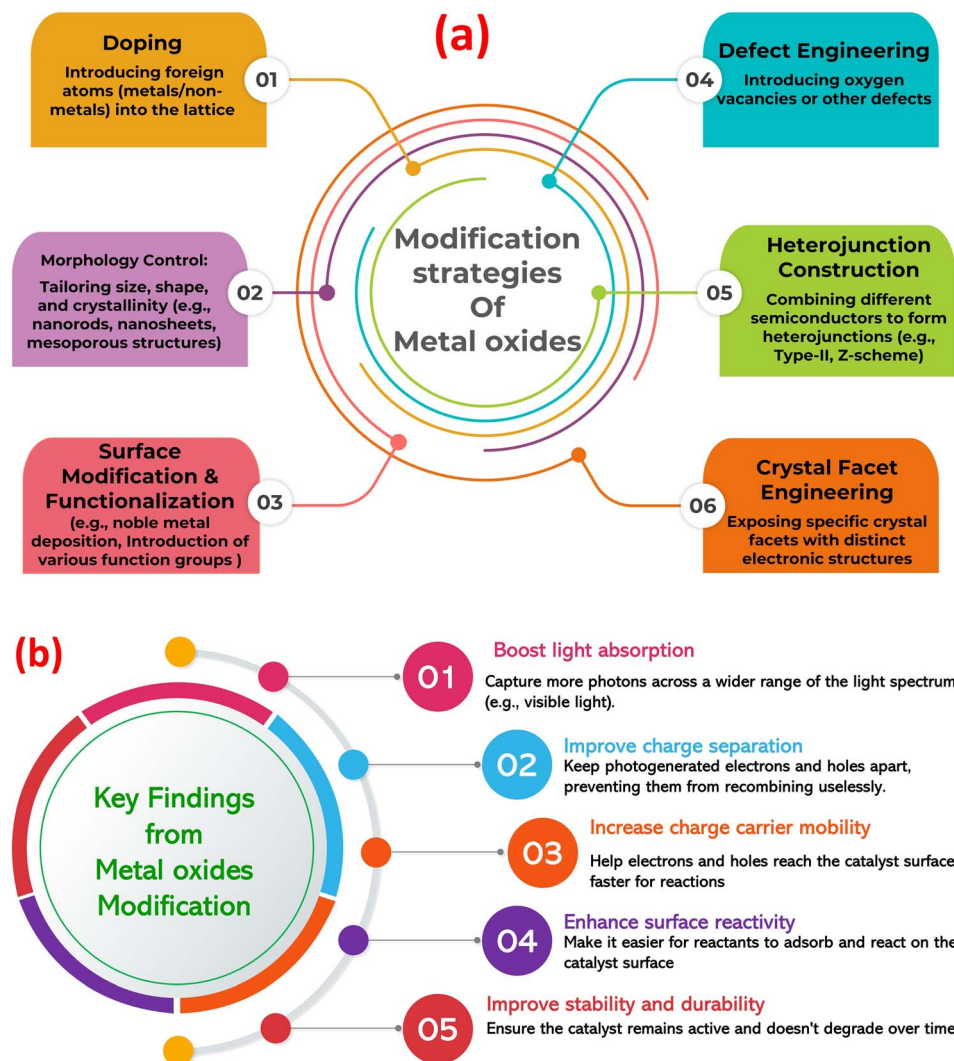 (a)
Doping
Introducing foreign
atoms (metals/non-
metals) into the lattice
01
Morphology Control:
Tailoring size, shape,
and crystallinity (e.g.,
nanorods, nanosheets,
mesoporous structures)
02
Surface
Modification &
Functionalization
(e.g., noble metal
deposition, Introduction of
various function groups )
03
Modification
strategies
Of
Metal oxides
04
Defect Engineering
Introducing oxygen
vacancies or other defects
05
Heterojunction
Construction
Combining different
semiconductors to form
heterojunctions (e.g.,
Type-II, Z-scheme)
06
Crystal Facet
Engineering
Exposing specific crystal
facets with distinct
electronic structures
(b)
Key Findings
from
Metal oxides
Modification
01
Boost light absorption
Capture more photons across a wider range of the light spectrum
(e.g., visible light).
02
Improve charge separation
Keep photogenerated electrons and holes apart,
preventing them from recombining uselessly.
03
Increase charge carrier mobility
Help electrons and holes reach the catalyst surface
faster for reactions
04
Enhance surface reactivity
Make it easier for reactants to adsorb and react on the
catalyst surface
05
Improve stability and durability
Ensure the catalyst remains active and doesn't degrade over time